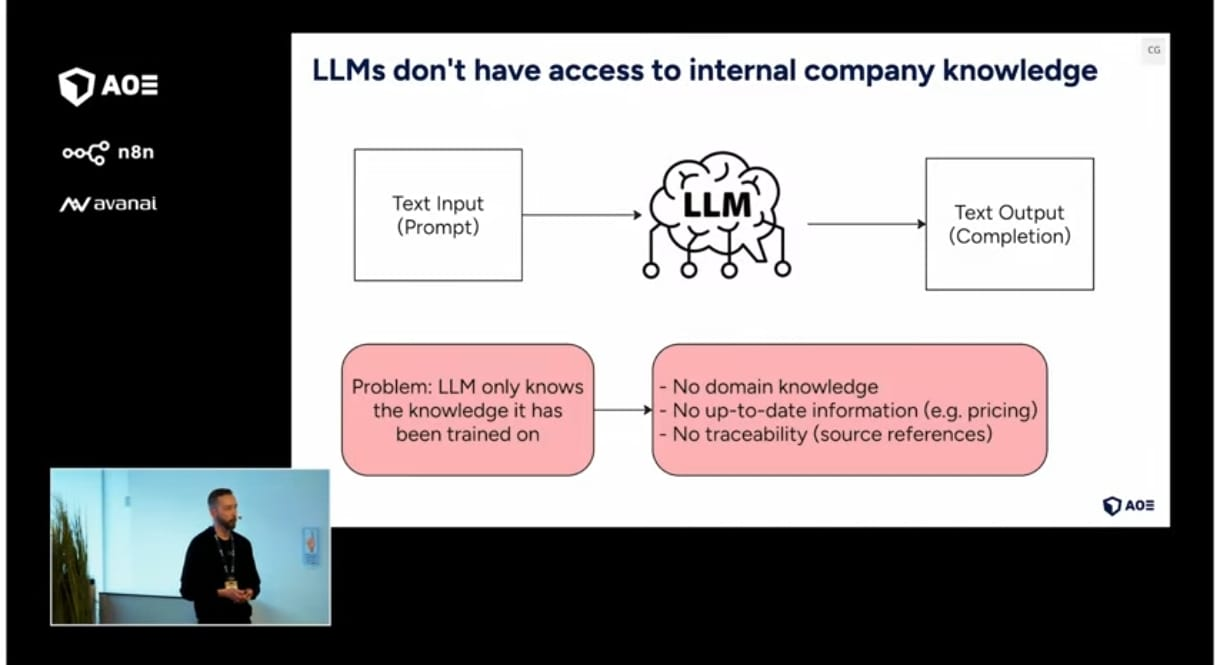 AOE
n8n
avanai
CG
LLMs don't have access to internal company knowledge
Text Input
(Prompt)
LLM
Text Output
(Completion)
Problem: LLM only knows
the knowledge it has
been trained on
- No domain knowledge
- No up-to-date information (e.g. pricing)
- No traceability (source references)
AOE